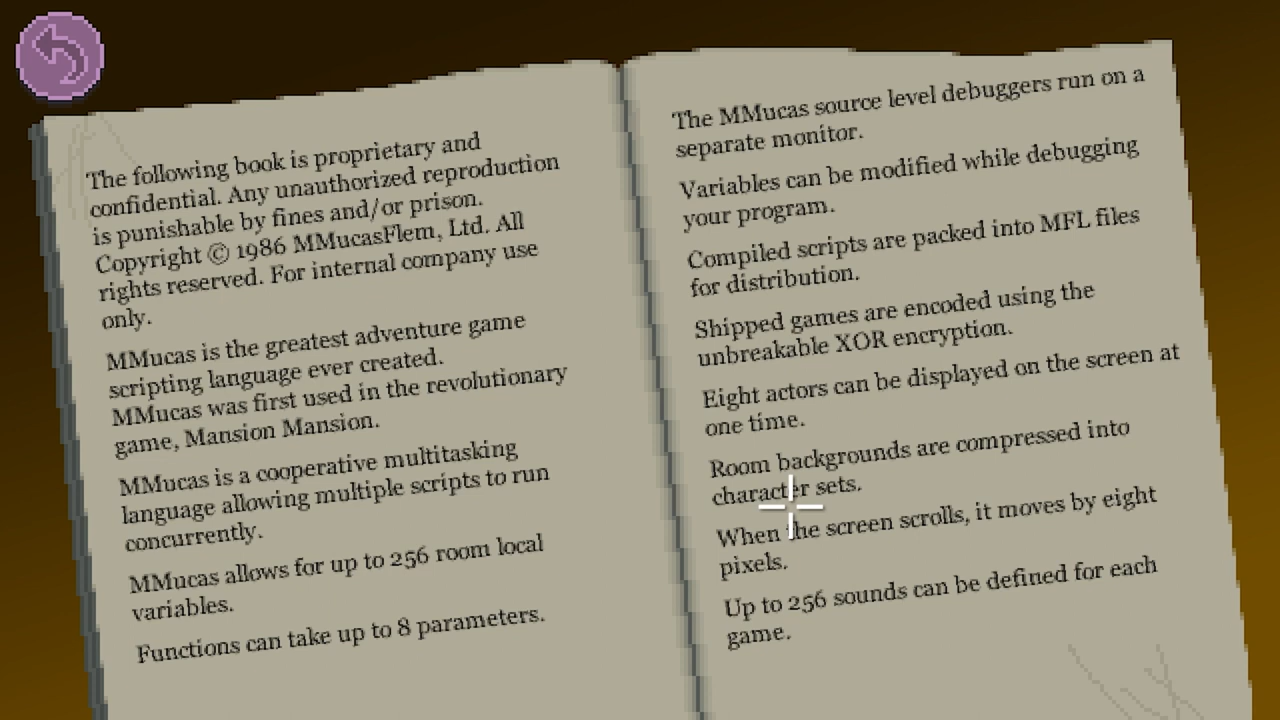 The following book is proprietary and
confidential. Any unauthorized reproduction
is punishable by fines and/or prison.
Copyright © 1986 MMucasFlem, Ltd. All
rights reserved. For internal company use
only.
MMucas is the greatest adventure game
scripting language ever created.
MMucas was first used in the revolutionary
game, Mansion Mansion.
MMucas is a cooperative multitasking
language allowing multiple scripts to run
concurrently.
MMucas allows for up to 256 room local
variables.
Functions can take up to 8 parameters.
The MMucas source level debuggers run on a
separate monitor.
Variables can be modified while debugging
your program.
Compiled scripts are packed into MFL files
for distribution.
Shipped games are encoded using the
unbreakable XOR encryption.
Eight actors can be displayed on the screen at
one time.
Room backgrounds are compressed into
character sets.
When the screen scrolls, it moves by eight
pixels.
Up to 256 sounds can be defined for each
game.